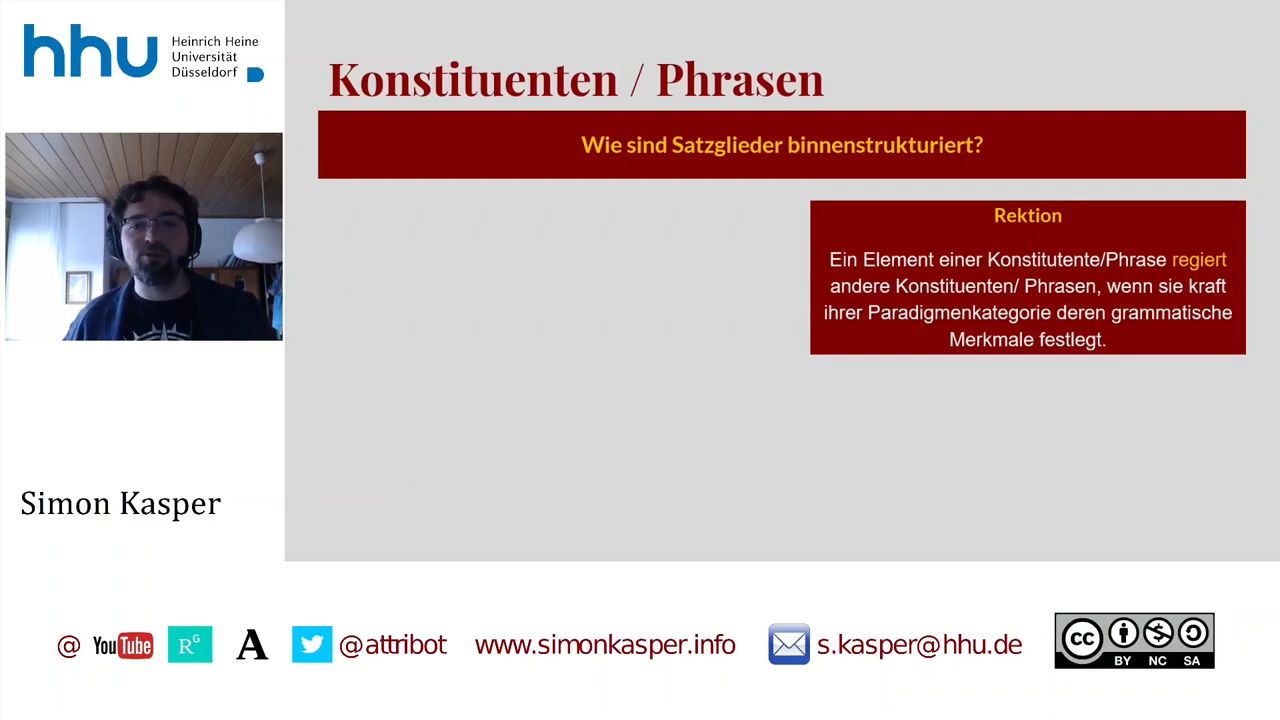 hhu
Heinrich Heine
Universität
Düsseldorf
Konstituenten / Phrasen
Wie sind Satzglieder binnenstrukturiert?
Rektion
Ein Element einer Konstitutente/Phrase regiert
andere Konstituenten/ Phrasen, wenn sie kraft
ihrer Paradigmenkategorie deren grammatische
Merkmale festlegt.
Simon Kasper
@ YouTube R^G A @attribot www.simonkasper.info s.kasper@hhu.de
cc BY NC SA